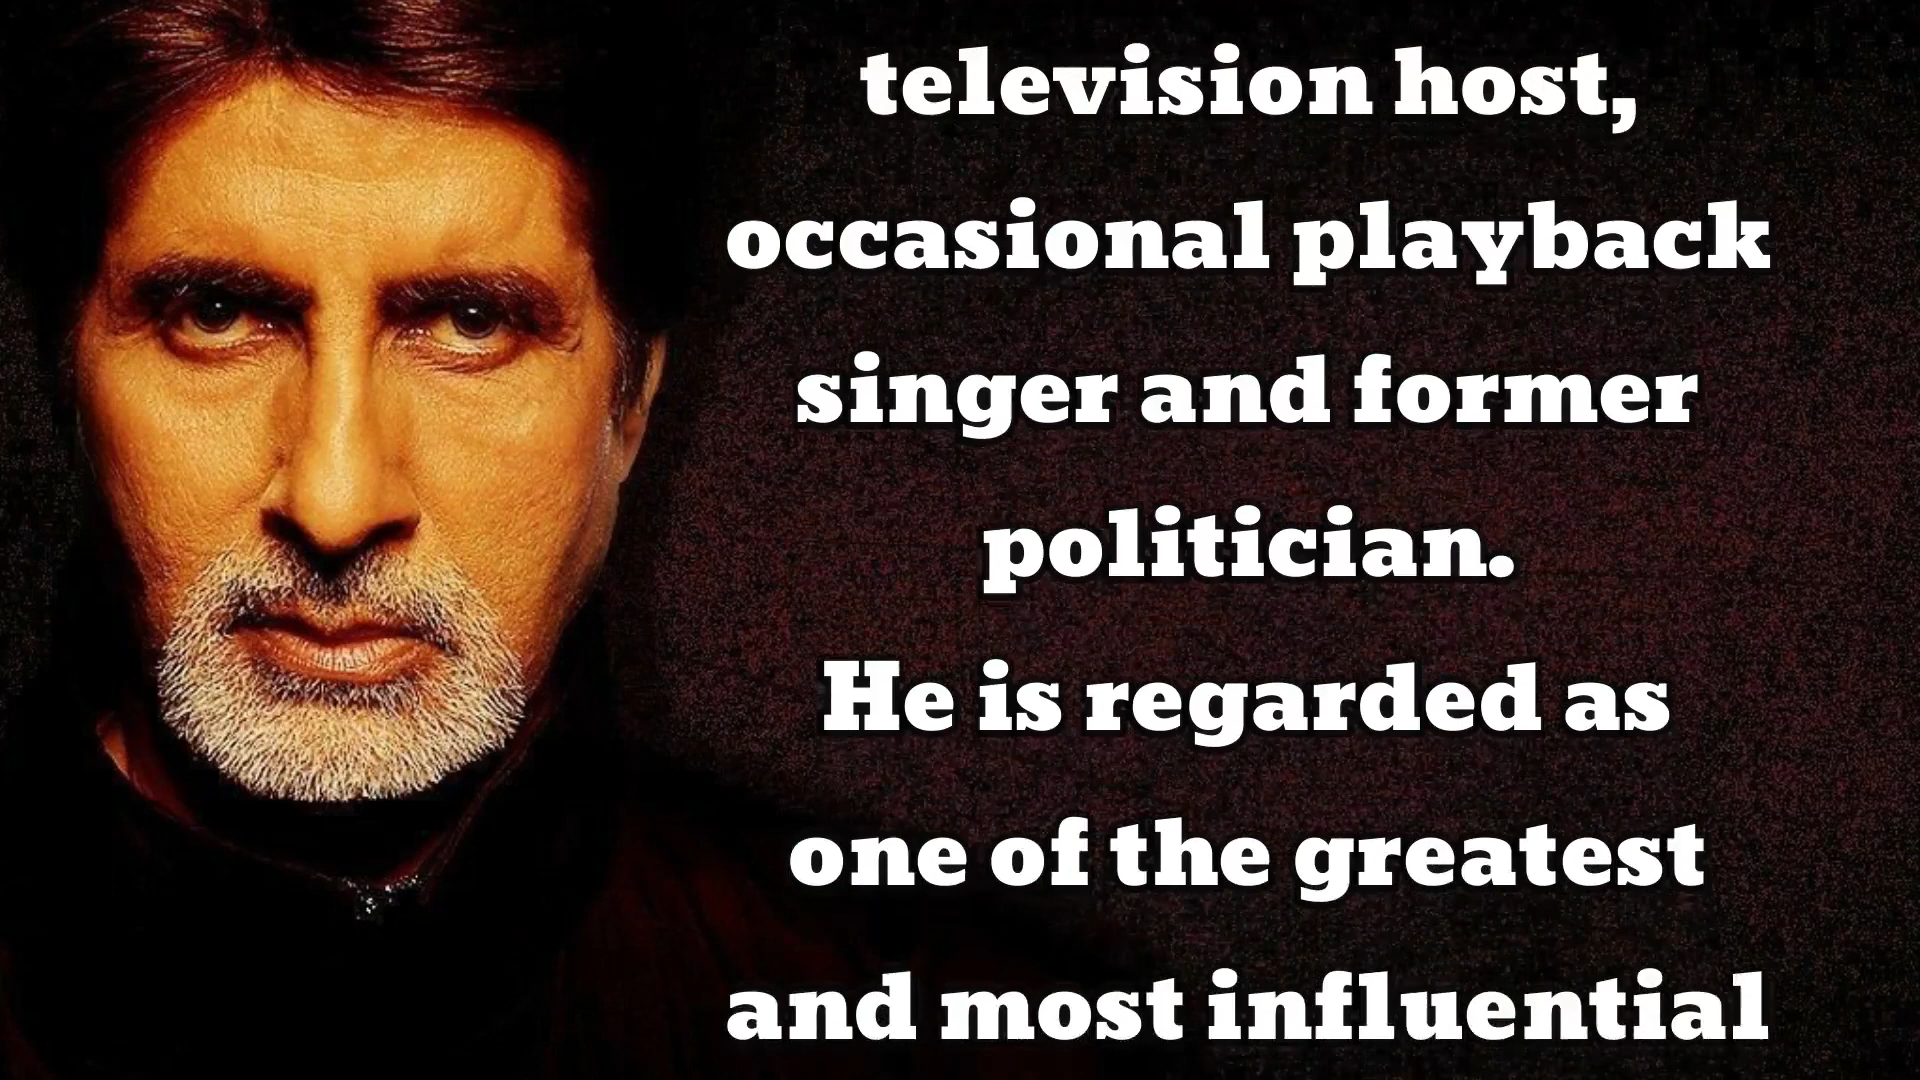 television host,
occasional playback
singer and former
politician.
He is regarded as
one of the greatest
and most influential